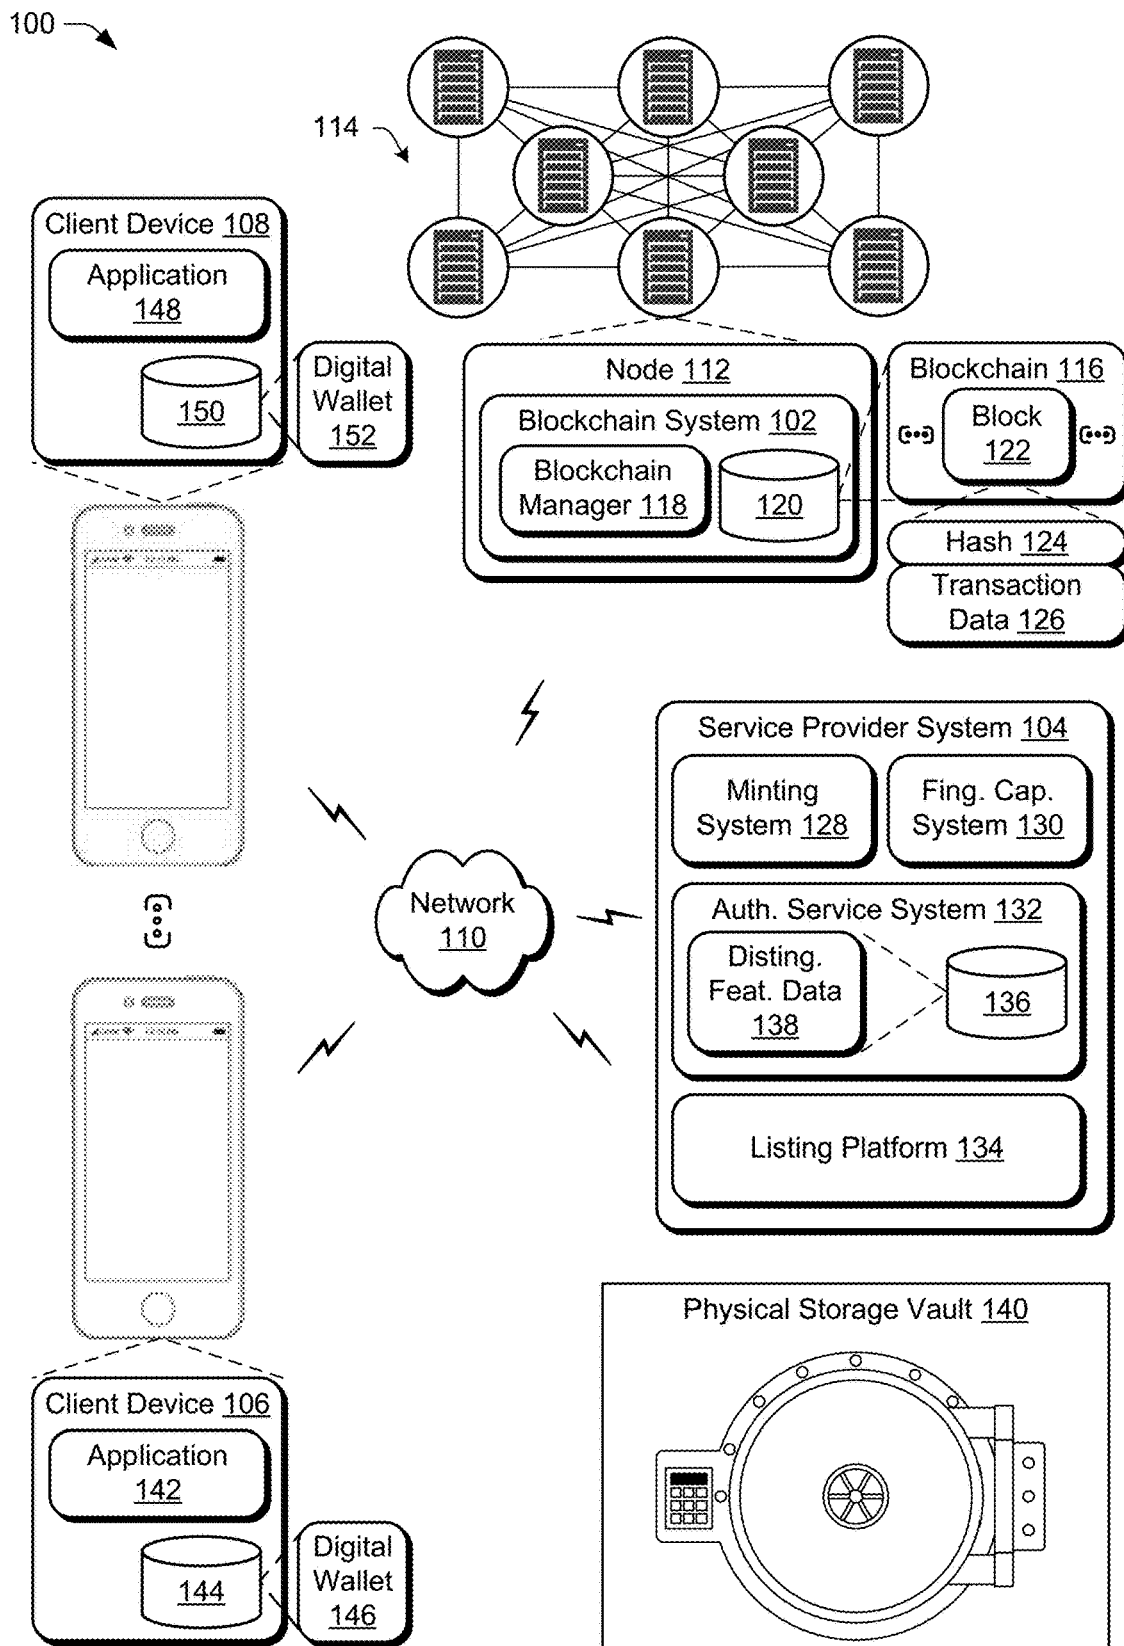 100
114
Client Device 108
Application
148
150
Digital
Wallet
152
Node 112
Blockchain System 102
Blockchain
Manager 118
120
Blockchain 116
Block
122
Hash 124
Transaction
Data 126
Service Provider System 104
Minting
System 128
Fing. Cap.
System 130
Network
110
Auth. Service System 132
Disting.
Feat. Data
138
136
Listing Platform 134
Physical Storage Vault 140
Client Device 106
Application
142
144
Digital
Wallet
146